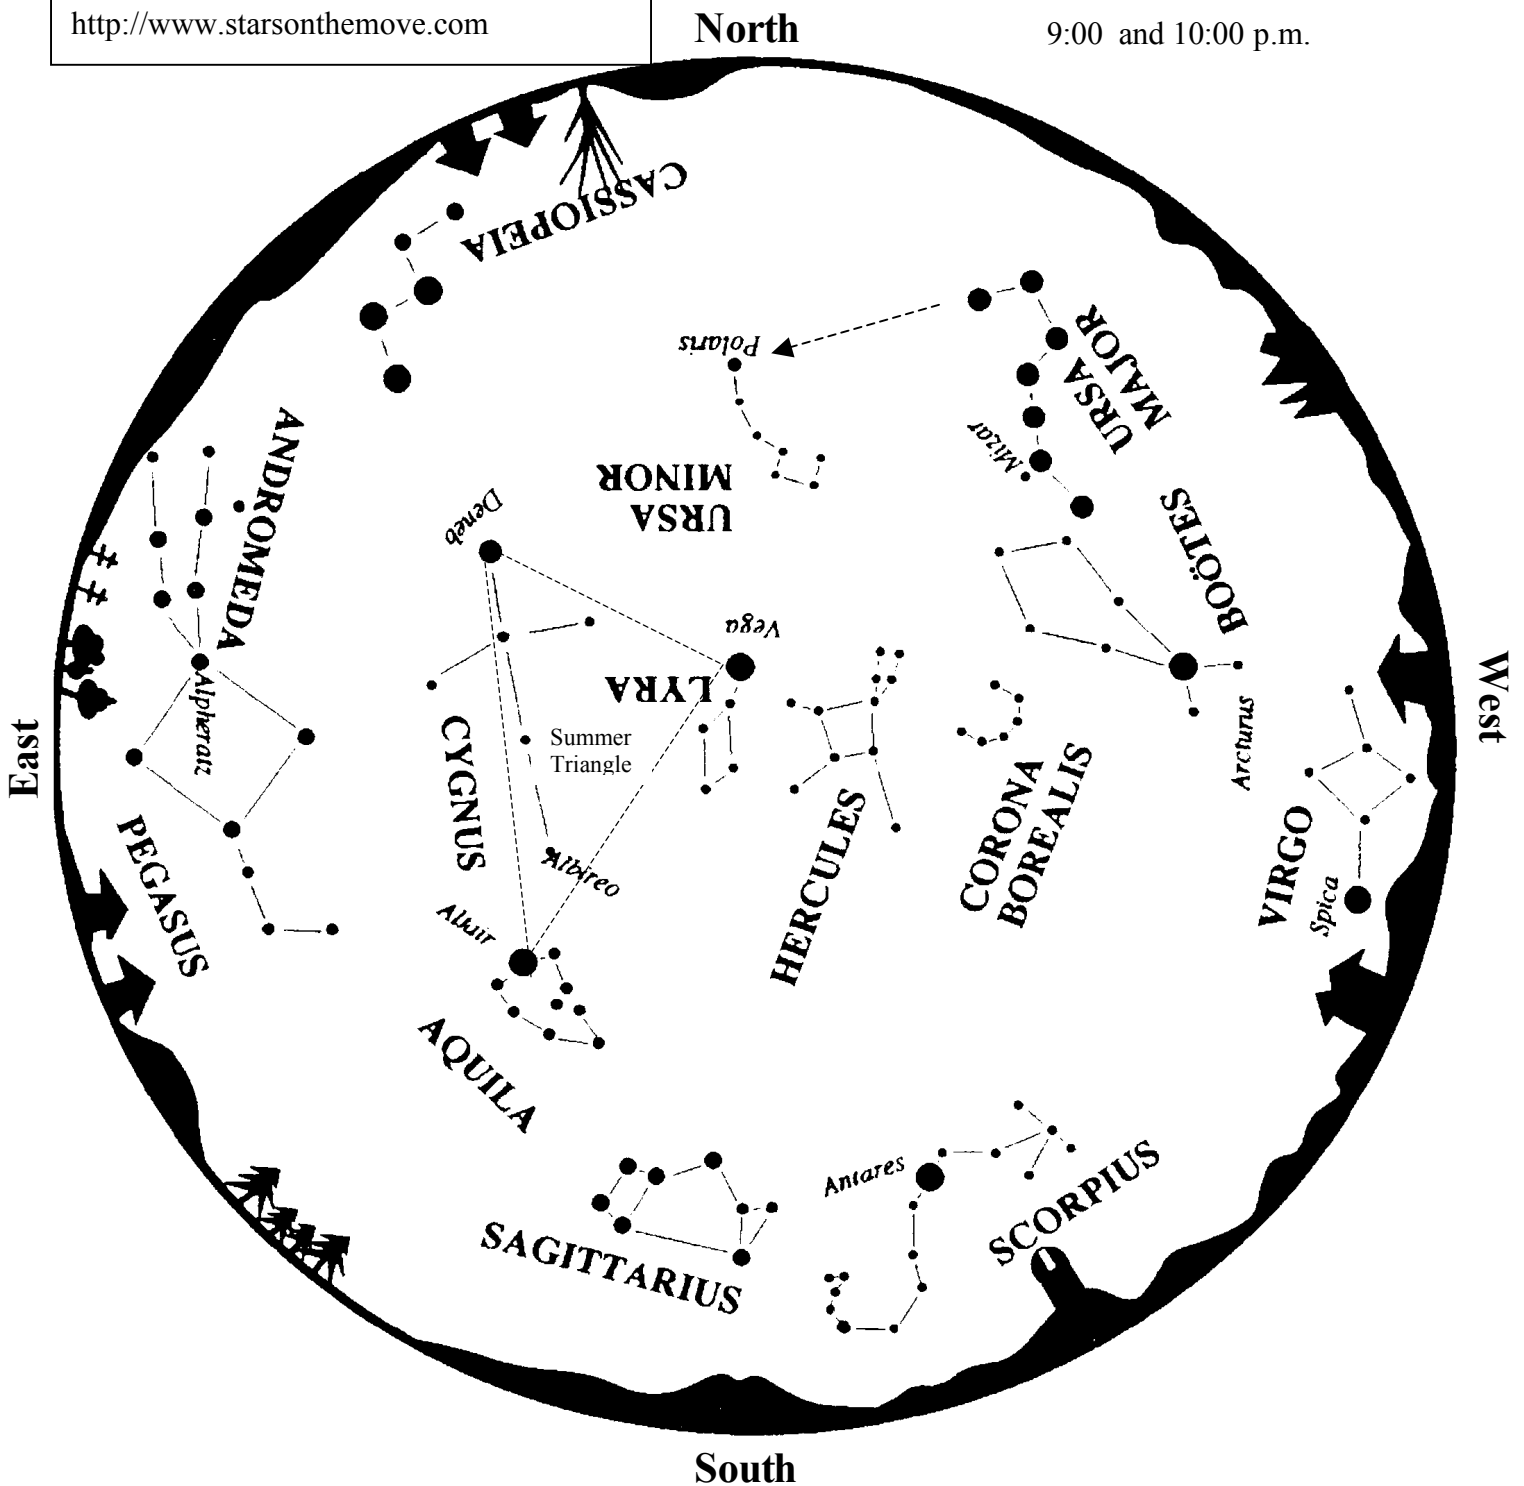 http://www.starsonthemove.com
North
9:00 and 10:00 p.m.
CASSIOPEIA
Polaris
URSA
MAJOR
Mizar
ANDROMEDA
URSA
MINOR
Deneb
BOÖTES
Vega
LYRA
Alpheratz
CYGNUS
Summer
Triangle
Arcturus
West
East
HERCULES
CORONA
BOREALIS
VIRGO
Spica
PEGASUS
Albireo
Altair
AQUILA
Antares
SCORPIUS
SAGITTARIUS
South